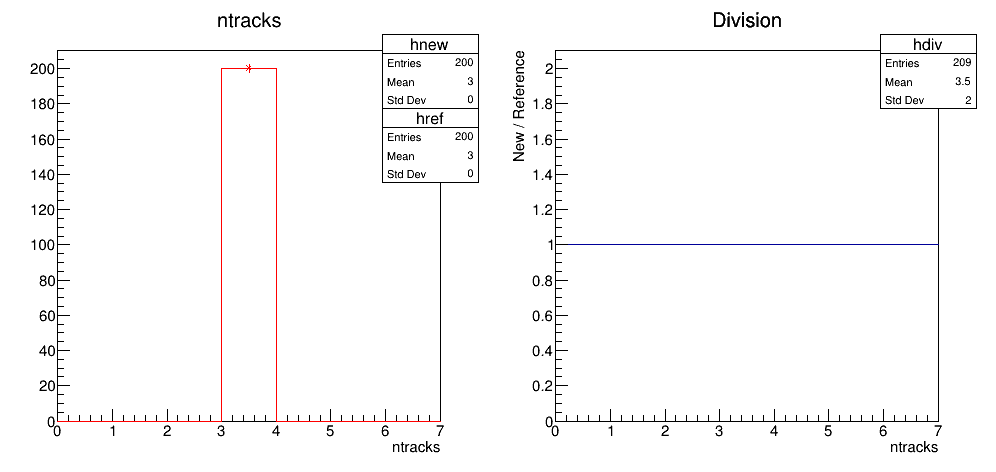 ntracks
hnew
Entries 200
Mean 3
Std Dev 0
href
Entries 200
Mean 3
Std Dev 0
200
180
160
140
120
100
80
60
40
20
0
0 1 2 3 4 5 6 7
ntracks
Division
hdiv
Entries 209
Mean 3.5
Std Dev 2
New / Reference
2
1.8
1.6
1.4
1.2
1
0.8
0.6
0.4
0.2
0
0 1 2 3 4 5 6 7
ntracks